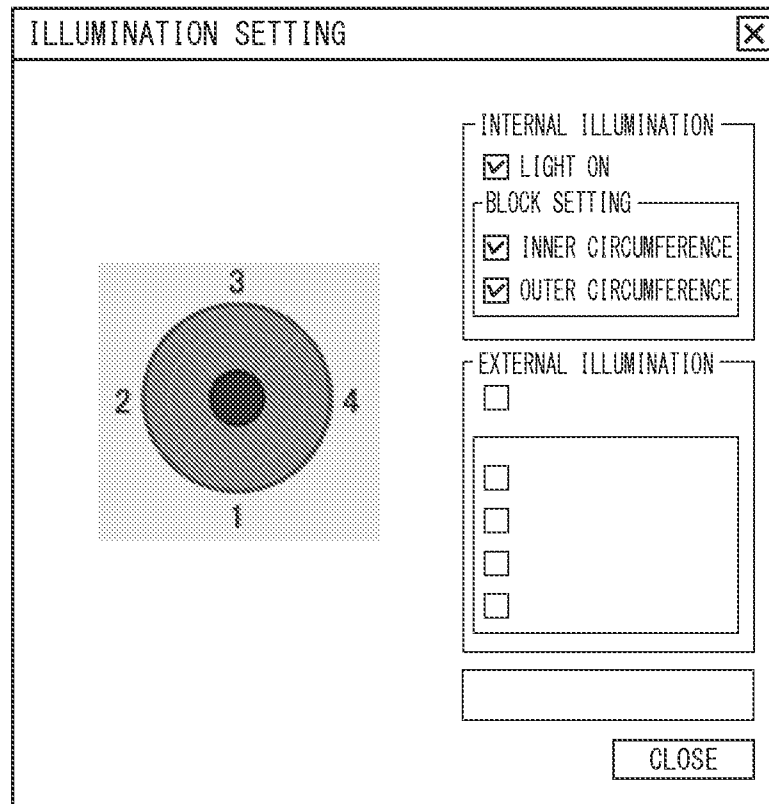 ILLUMINATION SETTING
INTERNAL ILLUMINATION
LIGHT ON
BLOCK SETTING
INNER CIRCUMFERENCE
OUTER CIRCUMFERENCE
3
2 4
1
EXTERNAL ILLUMINATION
CLOSE